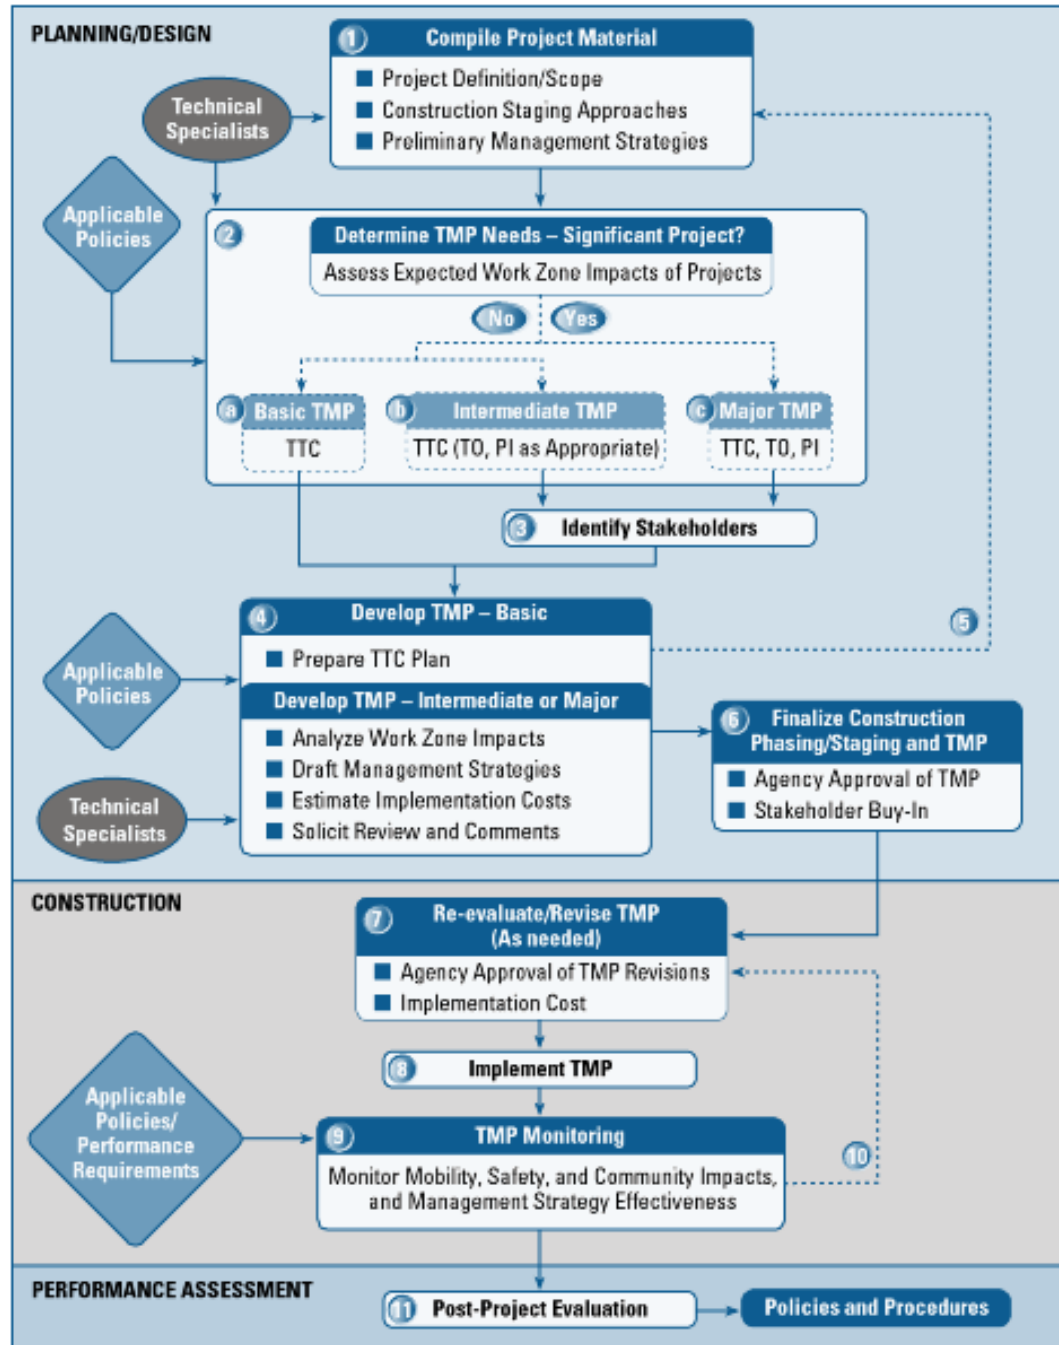 PLANNING/DESIGN
1 Compile Project Material
■ Project Definition/Scope
■ Construction Staging Approaches
■ Preliminary Management Strategies
Technical
Specialists
Applicable
Policies
2
Determine TMP Needs – Significant Project?
Assess Expected Work Zone Impacts of Projects
No Yes
a Basic TMP
TTC
b Intermediate TMP
TTC (TO, PI as Appropriate)
c Major TMP
TTC, TO, PI
3 Identify Stakeholders
4 Develop TMP – Basic
■ Prepare TTC Plan
5
Applicable
Policies
Develop TMP – Intermediate or Major
■ Analyze Work Zone Impacts
■ Draft Management Strategies
■ Estimate Implementation Costs
■ Solicit Review and Comments
Technical
Specialists
6 Finalize Construction
Phasing/Staging and TMP
■ Agency Approval of TMP
■ Stakeholder Buy-In
CONSTRUCTION
7 Re-evaluate/Revise TMP
(As needed)
■ Agency Approval of TMP Revisions
■ Implementation Cost
8 Implement TMP
Applicable
Policies/
Performance
Requirements
9 TMP Monitoring
Monitor Mobility, Safety, and Community Impacts,
and Management Strategy Effectiveness
10
PERFORMANCE ASSESSMENT
11 Post-Project Evaluation
Policies and Procedures